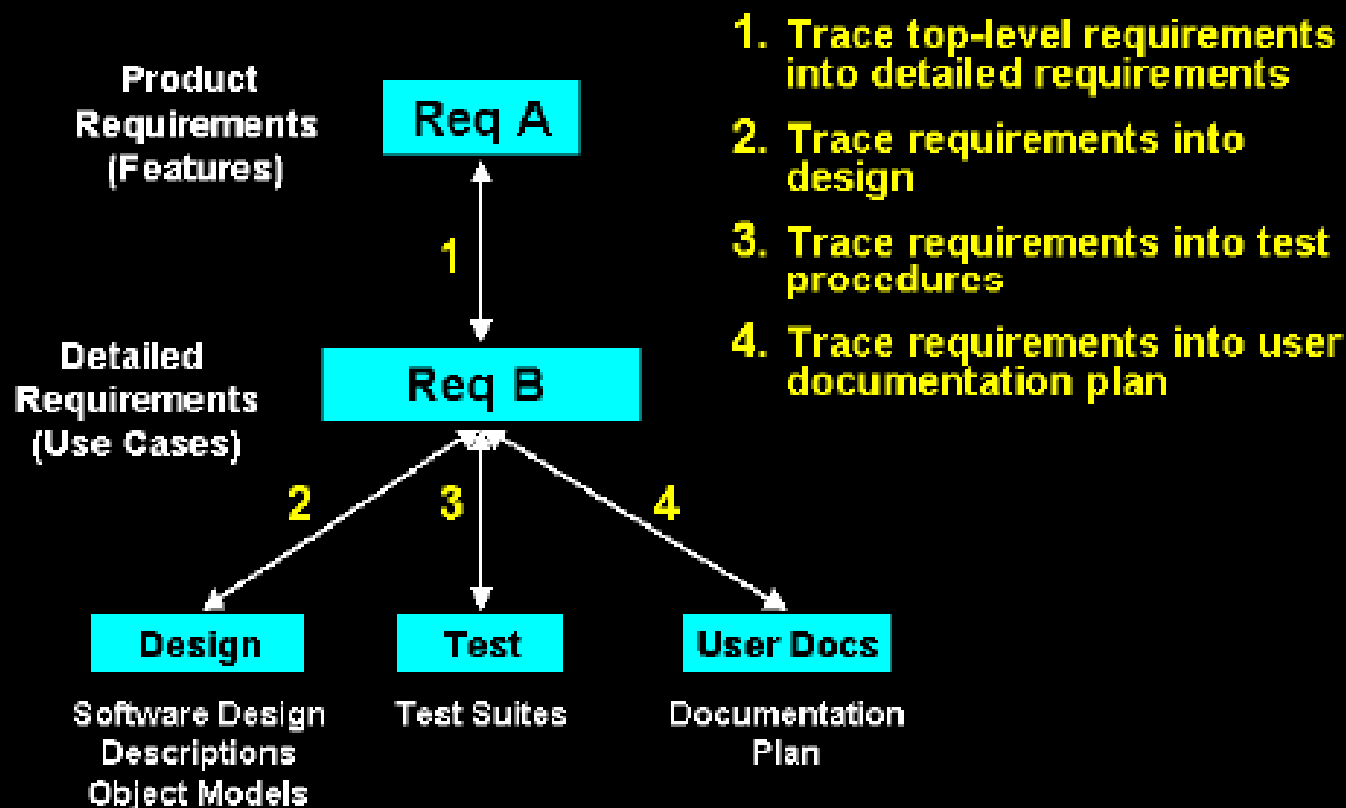 Product
Requirements
(Features)
Req A
1
Detailed
Requirements
(Use Cases)
Req B
2
3
4
Design
Test
User Docs
Software Design
Descriptions
Object Models
Test Suites
Documentation
Plan
1. Trace top-level requirements
into detailed requirements
2. Trace requirements into
design
3. Trace requirements into test
procedures
4. Trace requirements into user
documentation plan